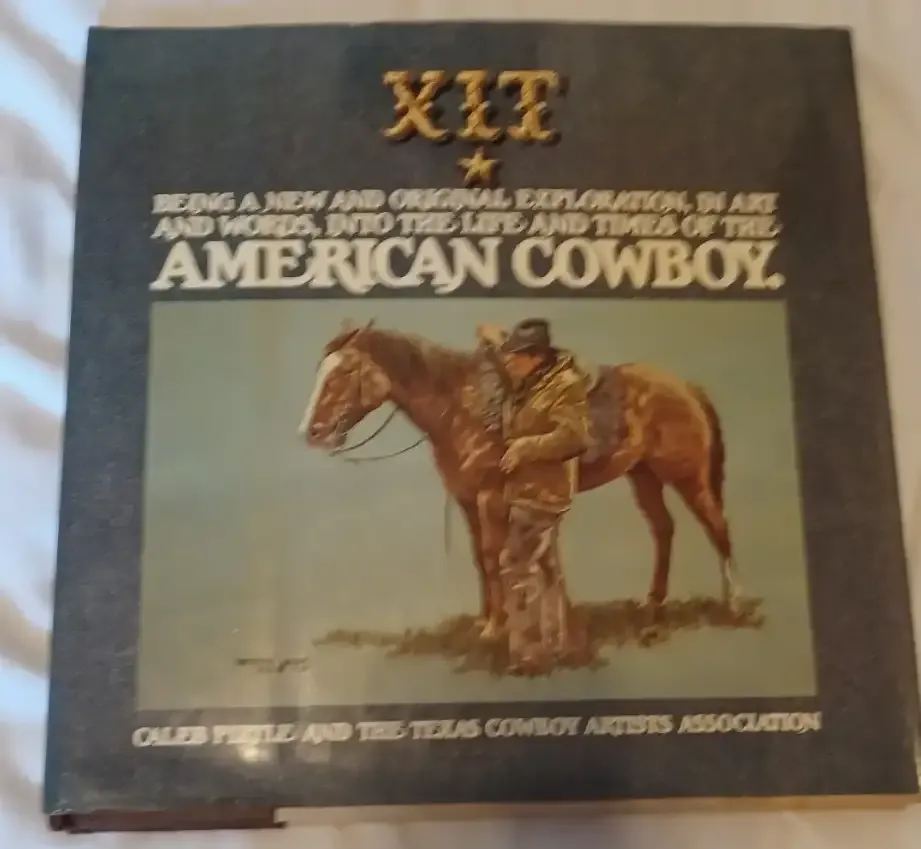 XIT
BEING A NEW AND ORIGINAL EXPLORATION, IN ART
AND WORDS, INTO THE LIFE AND TIMES OF THE
AMERICAN COWBOY.
CALEB PIRTLE AND THE TEXAS COWBOY ARTISTS ASSOCIATION